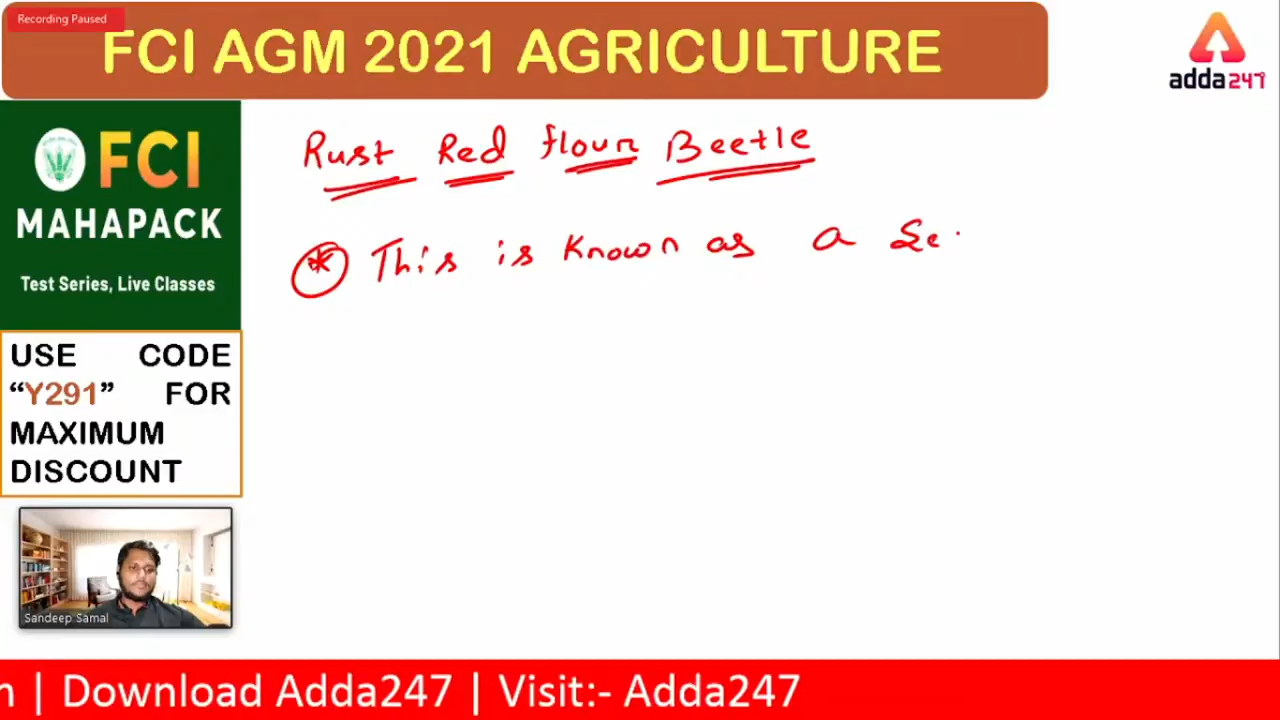 Recording Paused
FCI AGM 2021 AGRICULTURE
adda247
FCI
MAHAPACK
Test Series, Live Classes
USE CODE
“Y291” FOR
MAXIMUM
DISCOUNT
Rust Red flour Beetle
* This is known as a Se
Sandeep Samal
| Download Adda247 | Visit:- Adda247